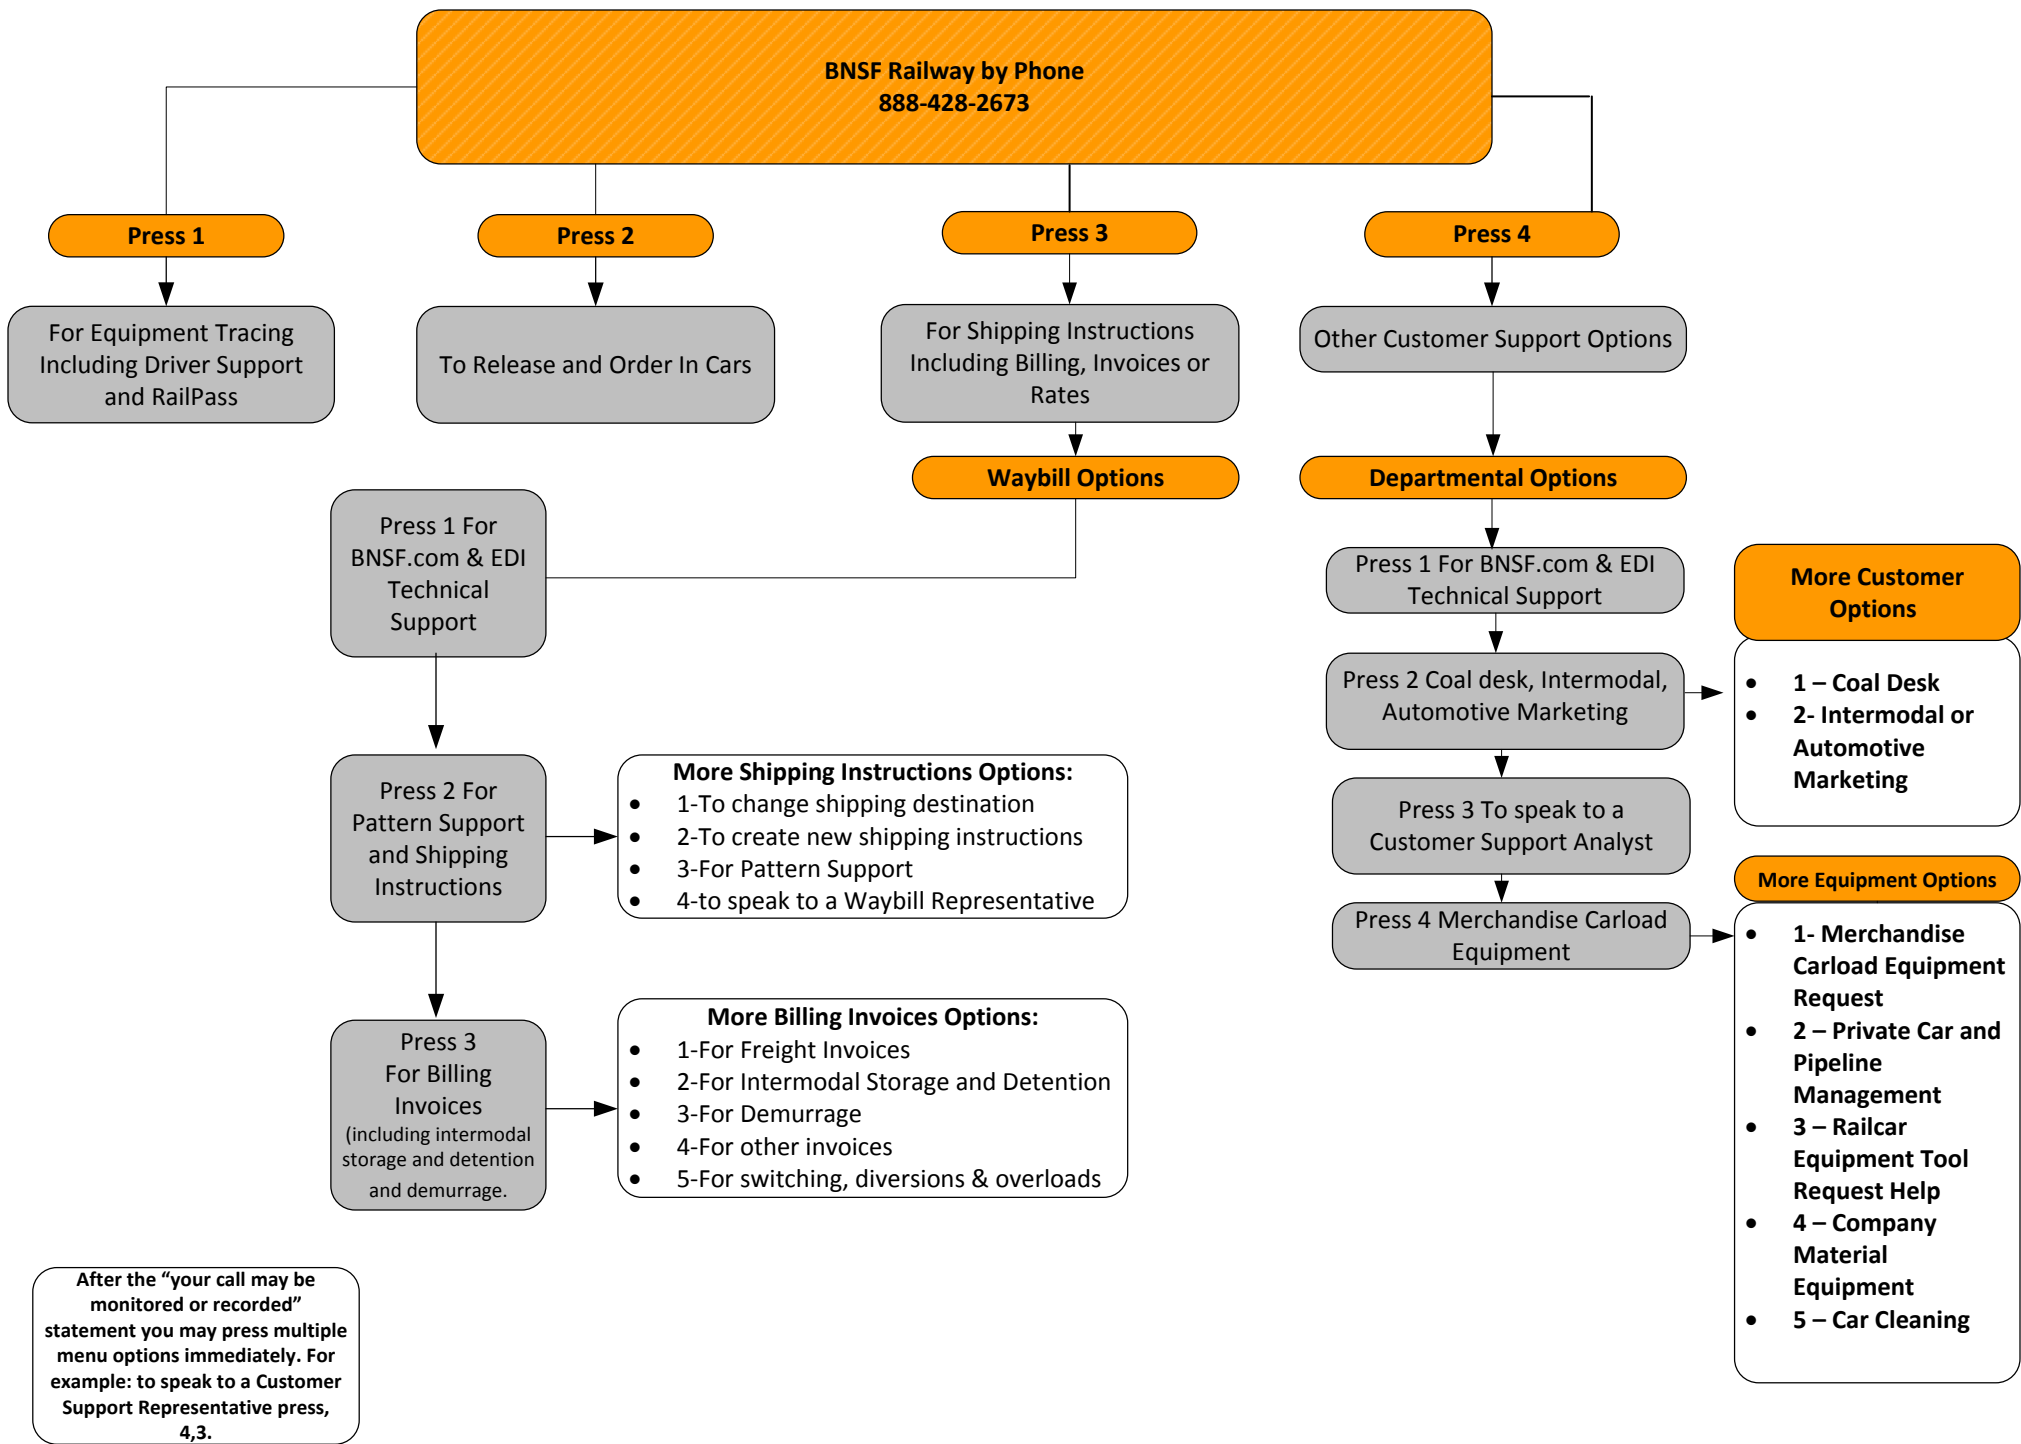 BNSF Railway by Phone
888-428-2673
Press 1
Press 2
Press 3
Press 4
For Equipment Tracing
Including Driver Support
and RailPass
To Release and Order In Cars
For Shipping Instructions
Including Billing, Invoices or
Rates
Other Customer Support Options
Waybill Options
Departmental Options
Press 1 For
BNSF.com & EDI
Technical
Support
Press 2 For
Pattern Support
and Shipping
Instructions
More Shipping Instructions Options:
• 1-To change shipping destination
• 2-To create new shipping instructions
• 3-For Pattern Support
• 4-to speak to a Waybill Representative
Press 3
For Billing
Invoices
(including intermodal
storage and detention
and demurrage.
More Billing Invoices Options:
• 1-For Freight Invoices
• 2-For Intermodal Storage and Detention
• 3-For Demurrage
• 4-For other invoices
• 5-For switching, diversions & overloads
Press 1 For BNSF.com & EDI
Technical Support
Press 2 Coal desk, Intermodal,
Automotive Marketing
Press 3 To speak to a
Customer Support Analyst
Press 4 Merchandise Carload
Equipment
More Customer
Options
• 1 – Coal Desk
• 2- Intermodal or
Automotive
Marketing
More Equipment Options
• 1- Merchandise
Carload Equipment
Request
• 2 – Private Car and
Pipeline
Management
• 3 – Railcar
Equipment Tool
Request Help
• 4 – Company
Material
Equipment
• 5 – Car Cleaning
After the “your call may be
monitored or recorded”
statement you may press multiple
menu options immediately. For
example: to speak to a Customer
Support Representative press,
4,3.